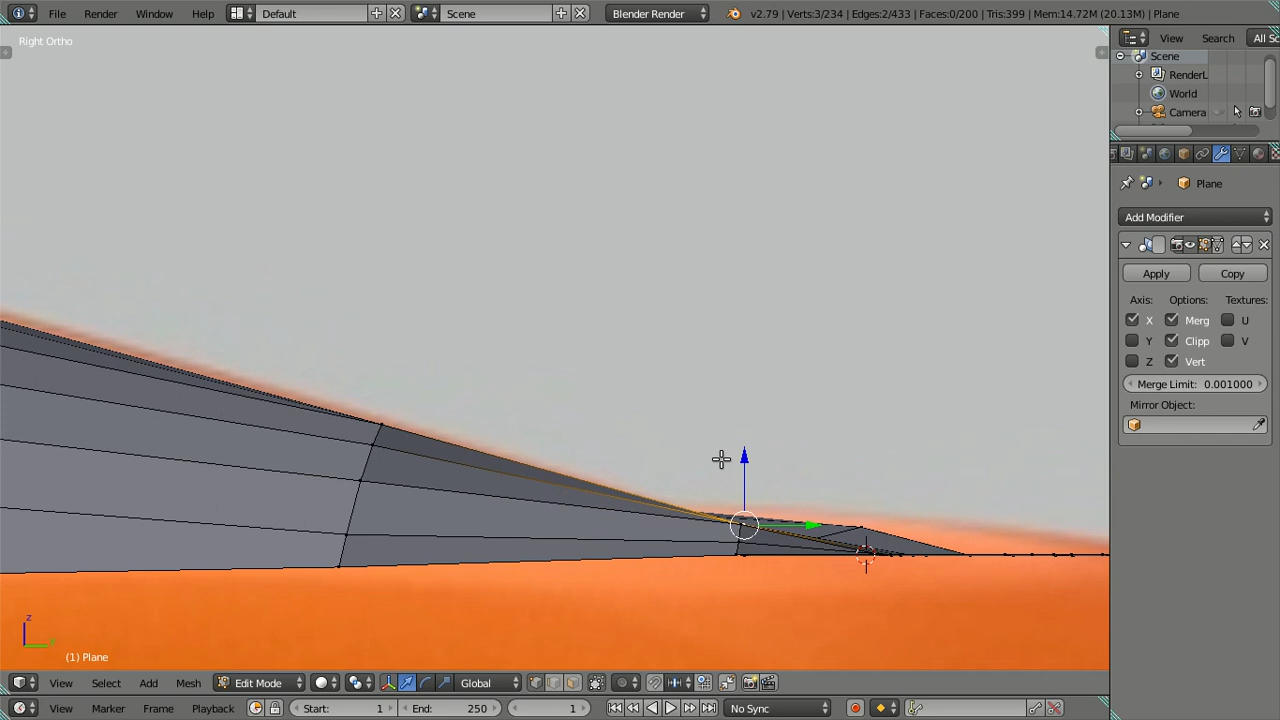 File Render Window Help Default Scene Blender Render v2.79 | Verts:3/234 | Edges:2/433 | Faces:0/200 | Tris:399 | Mem:14.72M (20.13M) | Plane
Right Ortho
View Search All Sc
Scene
RenderL
World
Camera
Plane
Add Modifier
Apply Copy
Axis: Options: Textures:
X Merg U
Y Clipp V
Z Vert
Merge Limit: 0.001000
Mirror Object:
z
(1) Plane
View Select Add Mesh Edit Mode Global
View Marker Frame Playback Start: 1 End: 250 1 No Sync